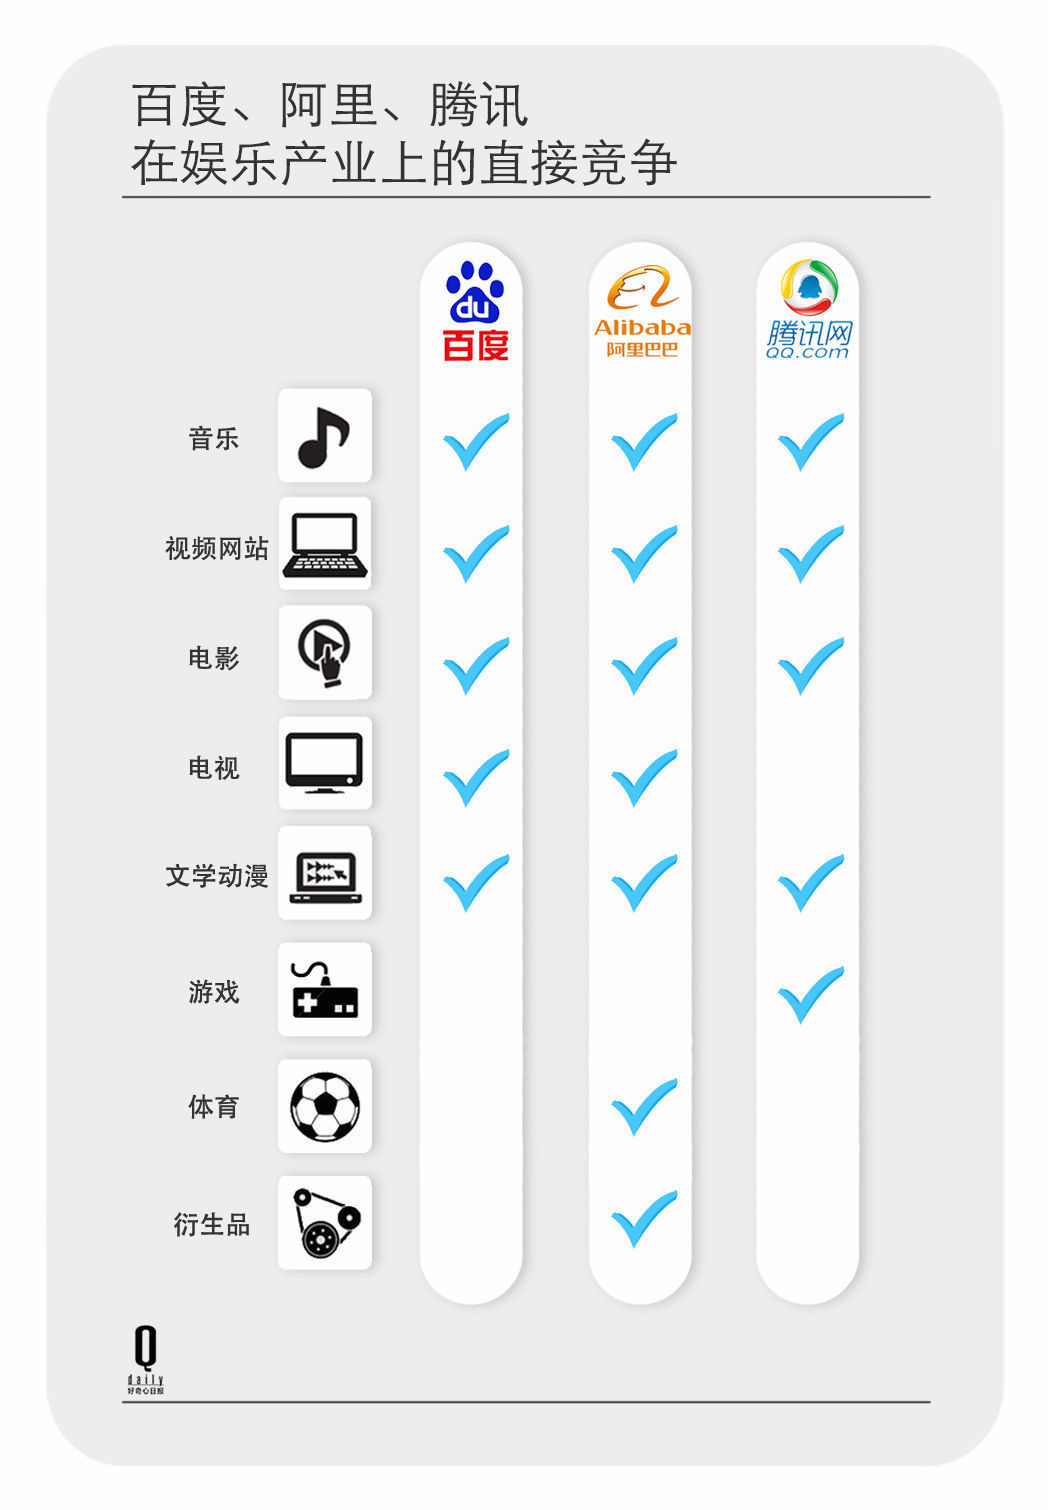 百度、阿里、腾讯
在娱乐产业上的直接竞争
du
百度
Alibaba
阿里巴巴
腾讯网
QQ.com
音乐
视频网站
电影
电视
文学动漫
游戏
体育
衍生品
Q
daily
好奇心日报